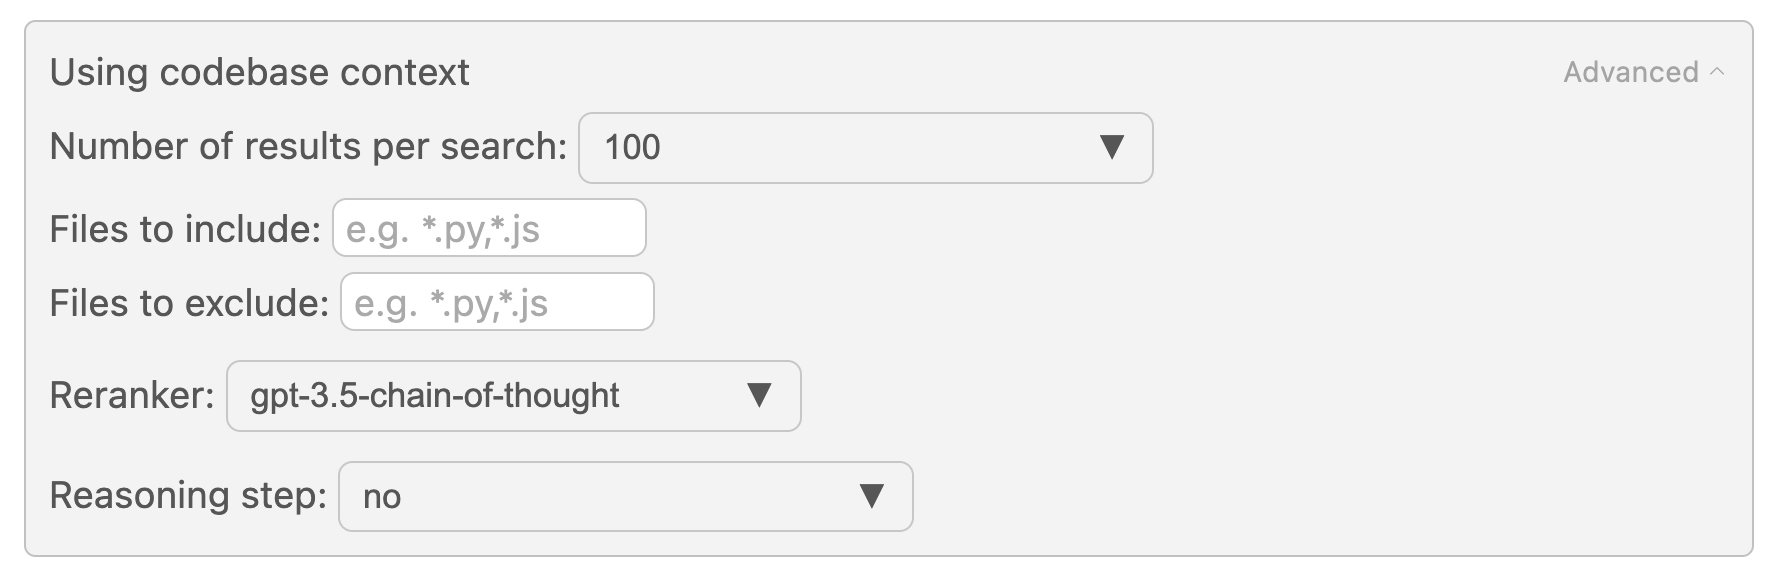 Using codebase context Advanced
Number of results per search: 100
Files to include: e.g. *.py,*.js
Files to exclude: e.g. *.py,*.js
Reranker: gpt-3.5-chain-of-thought
Reasoning step: no